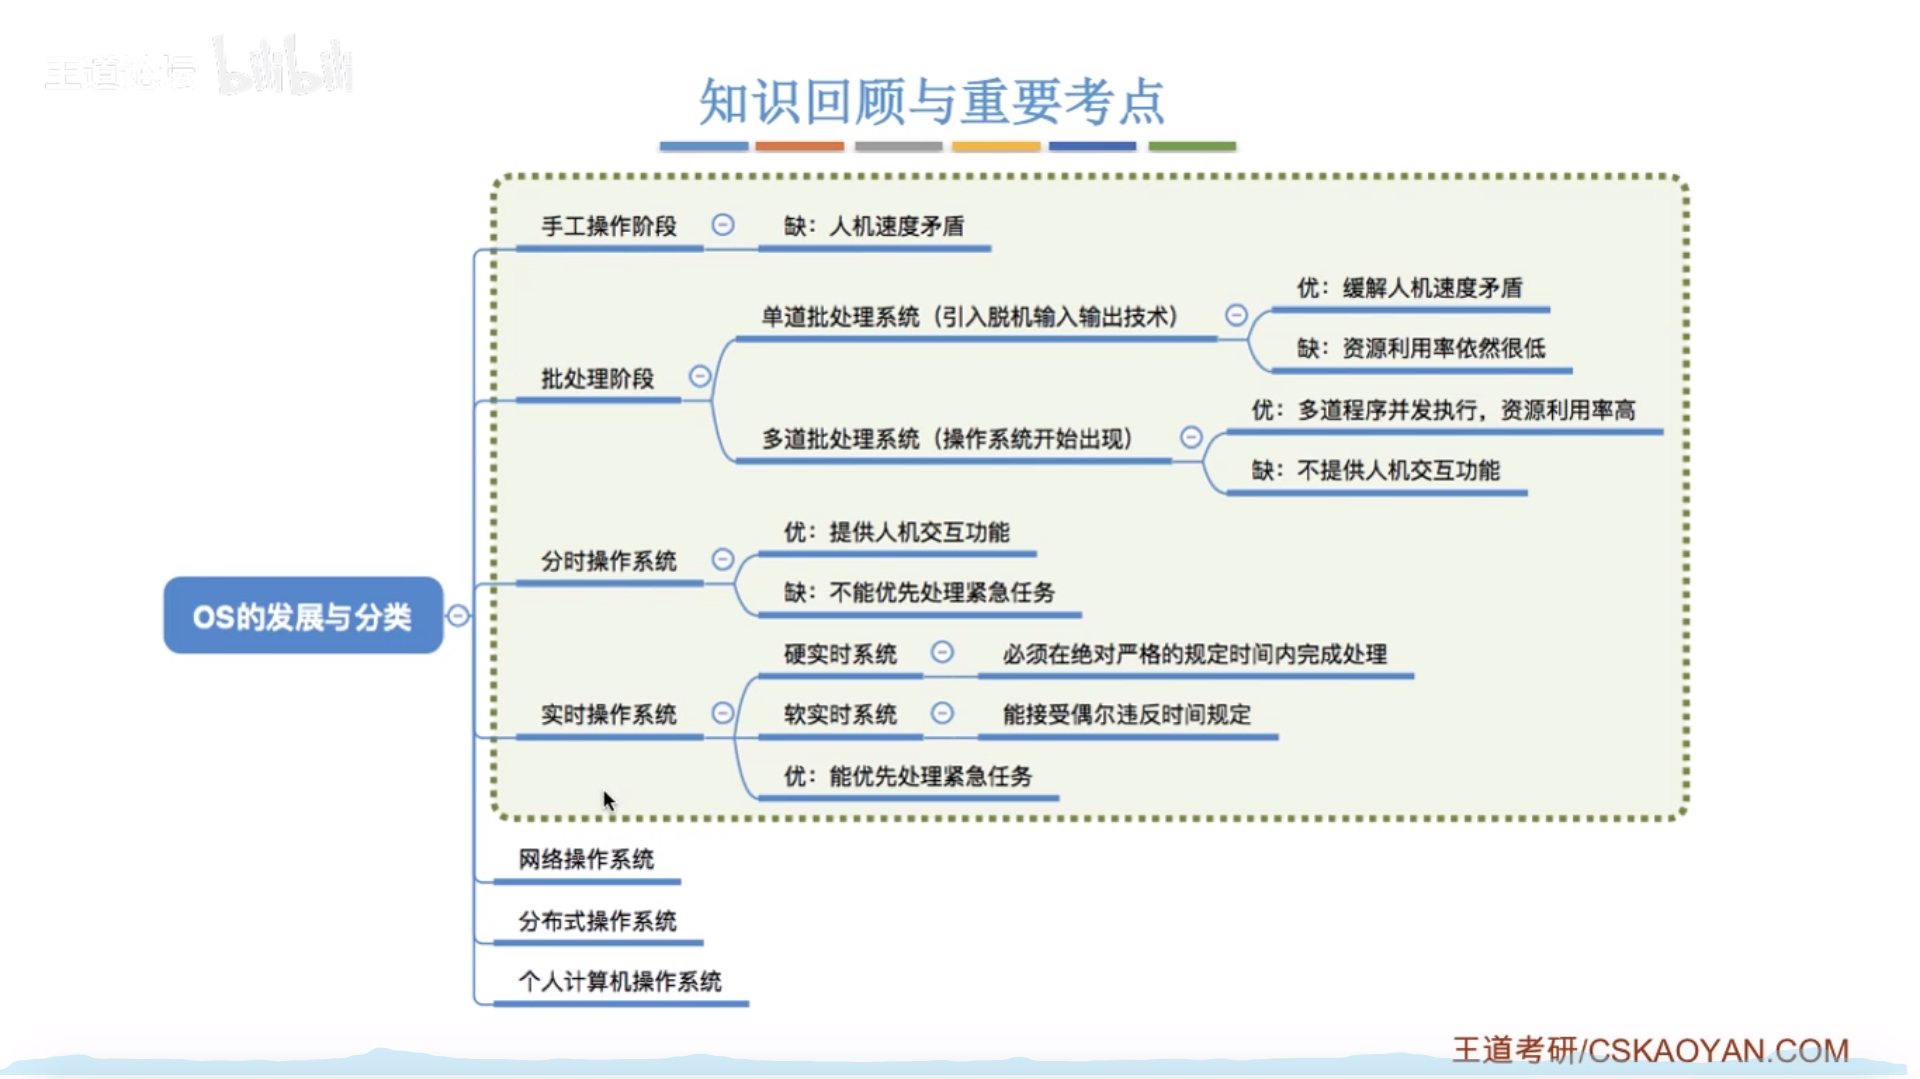 王道论坛 bilibili
知识回顾与重要考点
手工操作阶段
缺：人机速度矛盾
批处理阶段
单道批处理系统（引入脱机输入输出技术）
优：缓解人机速度矛盾
缺：资源利用率依然很低
多道批处理系统（操作系统开始出现）
优：多道程序并发执行，资源利用率高
缺：不提供人机交互功能
OS的发展与分类
分时操作系统
优：提供人机交互功能
缺：不能优先处理紧急任务
实时操作系统
硬实时系统
必须在绝对严格的规定时间内完成处理
软实时系统
能接受偶尔违反时间规定
优：能优先处理紧急任务
网络操作系统
分布式操作系统
个人计算机操作系统
王道考研/CSKAOYAN.COM